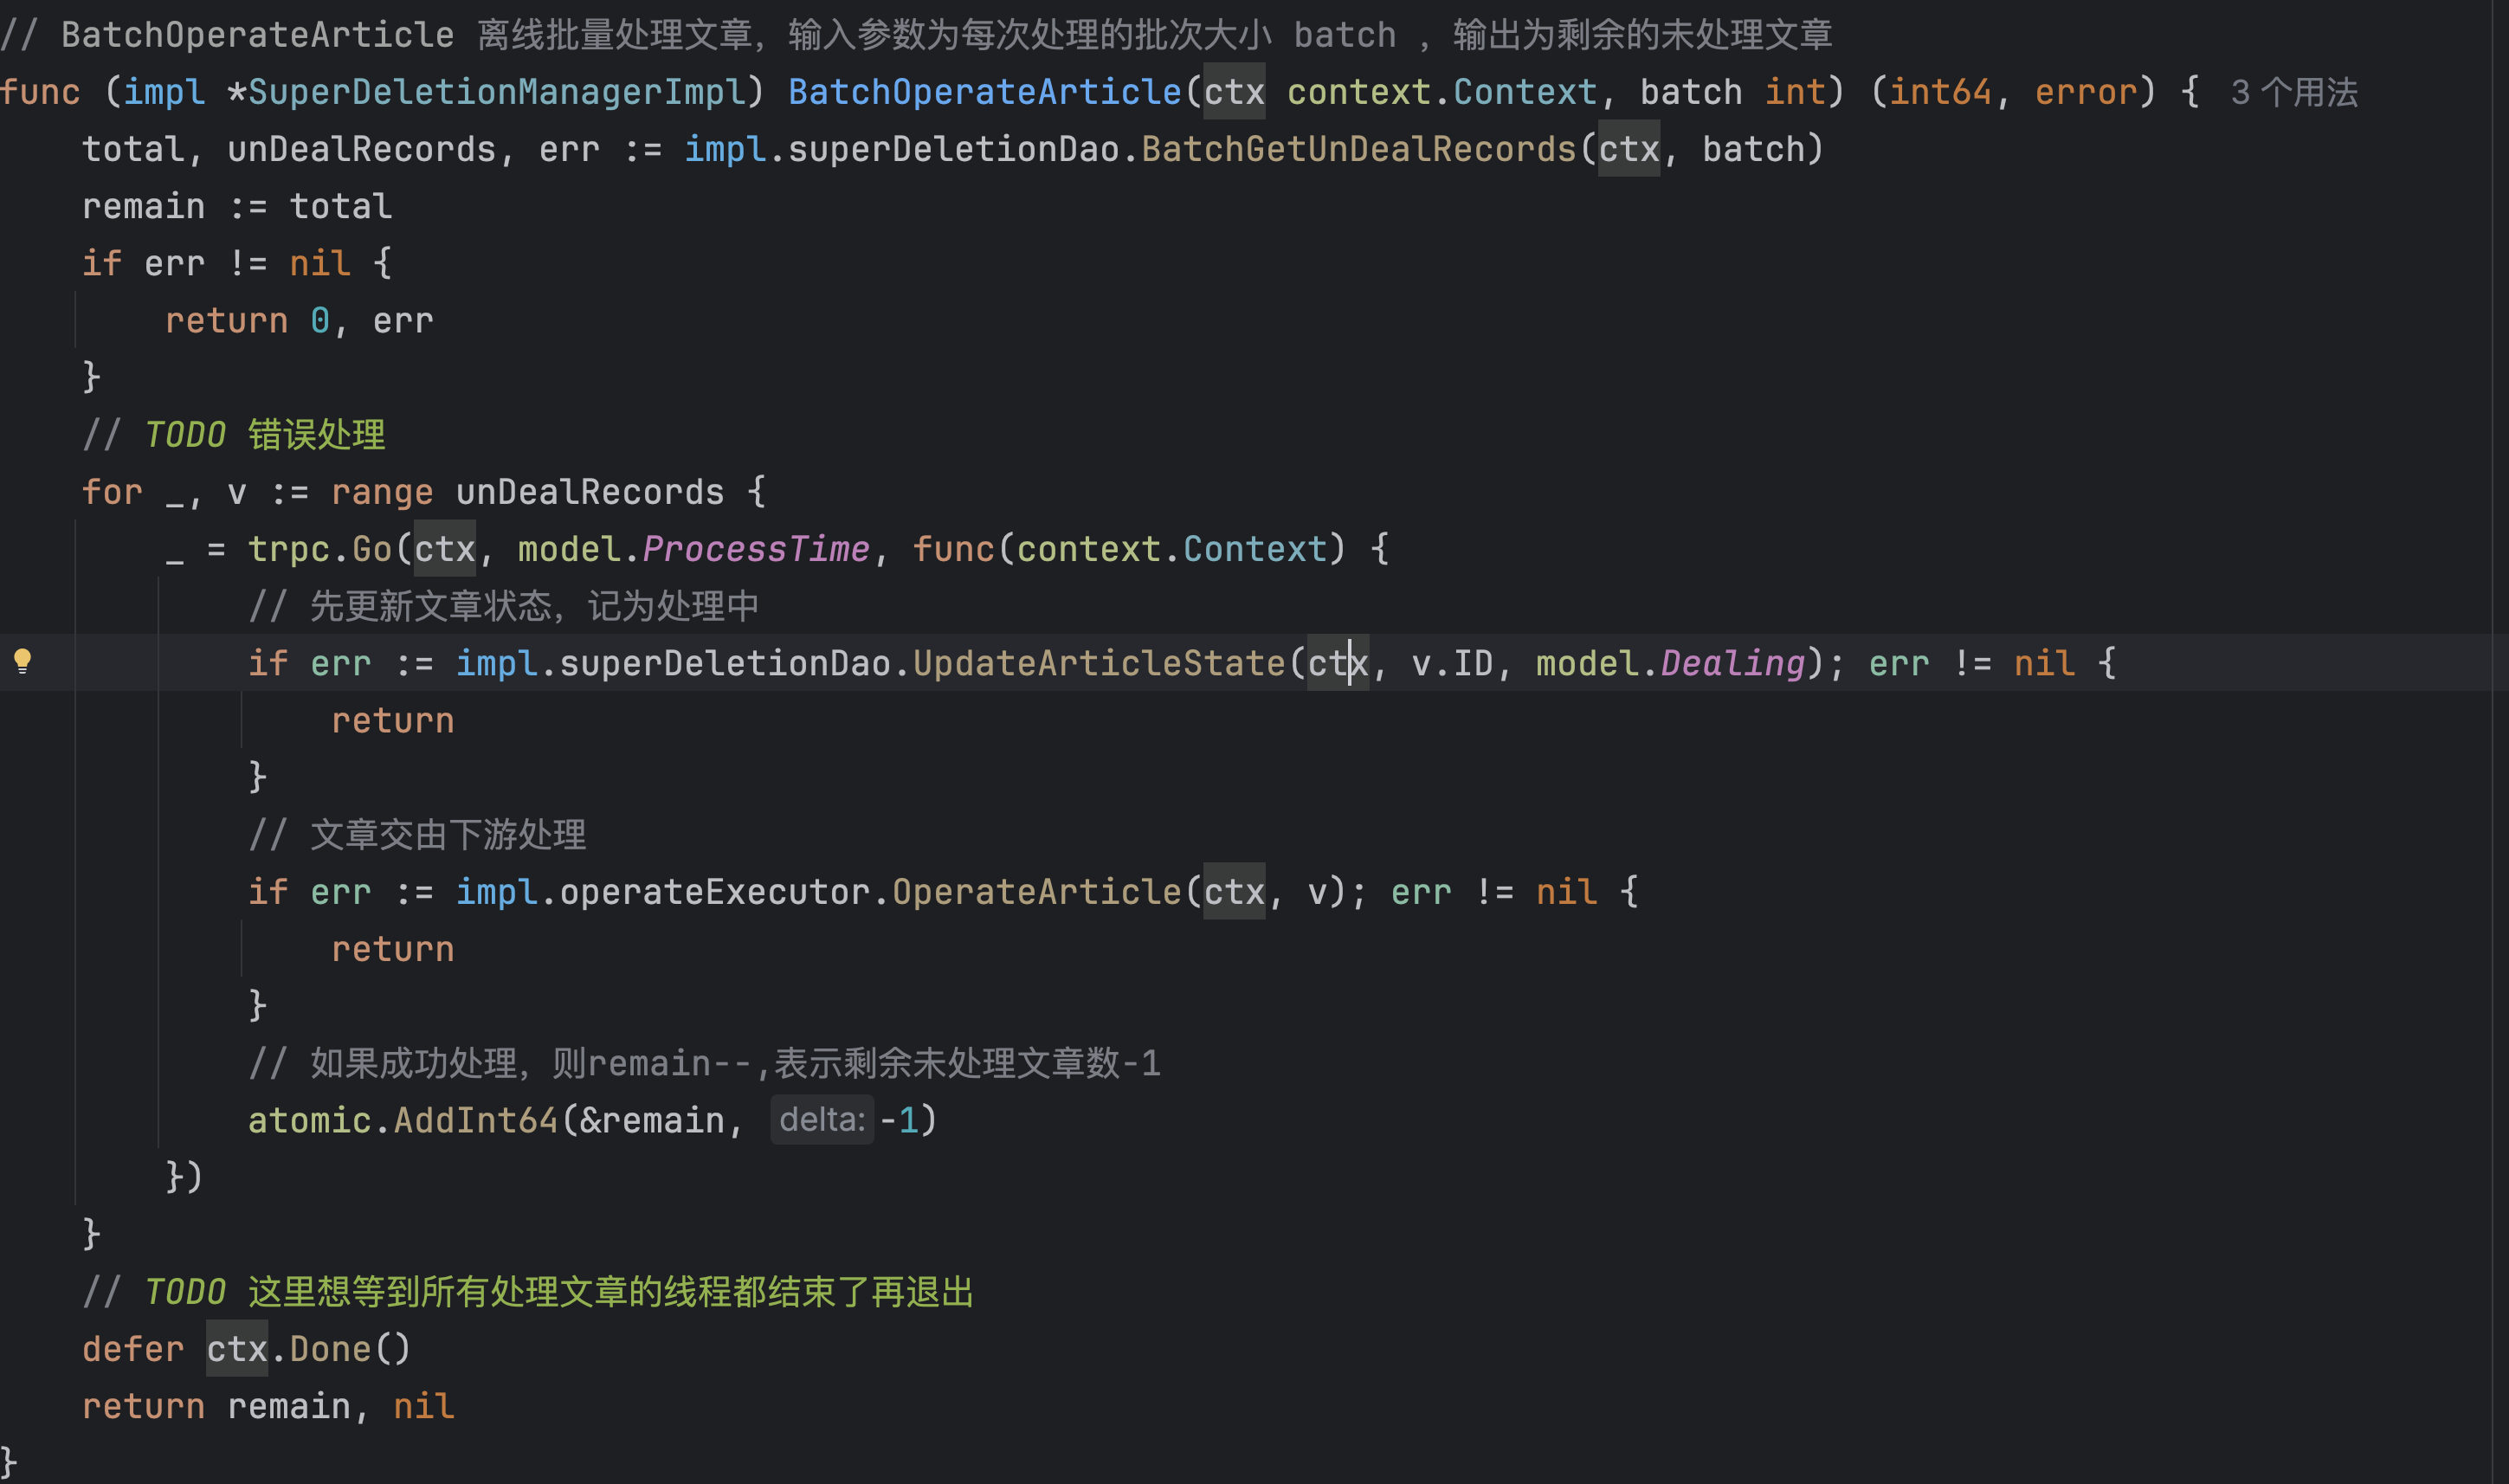 // BatchOperateArticle 离线批量处理文章，输入参数为每次处理的批次大小 batch ，输出为剩余的未处理文章
func (impl *SuperDeletionManagerImpl) BatchOperateArticle(ctx context.Context, batch int) (int64, error) { 3 个用法
total, unDealRecords, err := impl.superDeletionDao.BatchGetUnDealRecords(ctx, batch)
remain := total
if err != nil {
return 0, err
}
// TODO 错误处理
for _, v := range unDealRecords {
_ = trpc.Go(ctx, model.ProcessTime, func(context.Context) {
// 先更新文章状态，记为处理中
if err := impl.superDeletionDao.UpdateArticleState(ctx, v.ID, model.Dealing); err != nil {
return
}
// 文章交由下游处理
if err := impl.operateExecutor.OperateArticle(ctx, v); err != nil {
return
}
// 如果成功处理，则remain--,表示剩余未处理文章数-1
atomic.AddInt64(&remain, delta: -1)
})
}
// TODO 这里想等到所有处理文章的线程都结束了再退出
defer ctx.Done()
return remain, nil
}